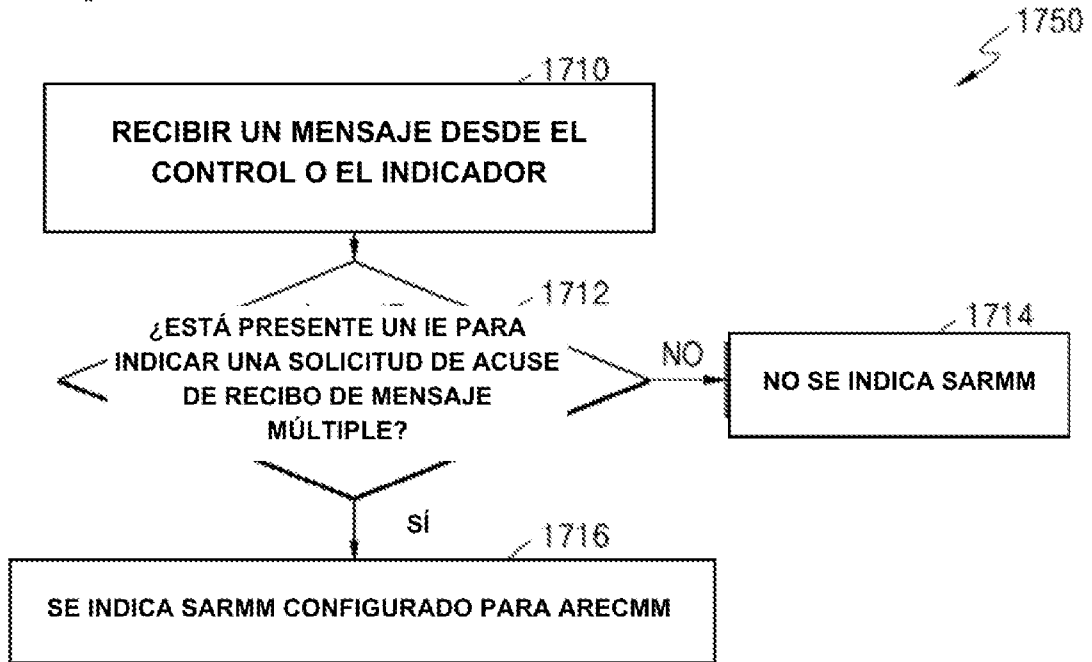 1750
1710
RECIBIR UN MENSAJE DESDE EL
CONTROL O EL INDICADOR
1712
¿ESTÁ PRESENTE UN IE PARA
INDICAR UNA SOLICITUD DE ACUSE
DE RECIBO DE MENSAJE
MÚLTIPLE?
NO
1714
NO SE INDICA SARMM
SÍ
1716
SE INDICA SARMM CONFIGURADO PARA ARECMM